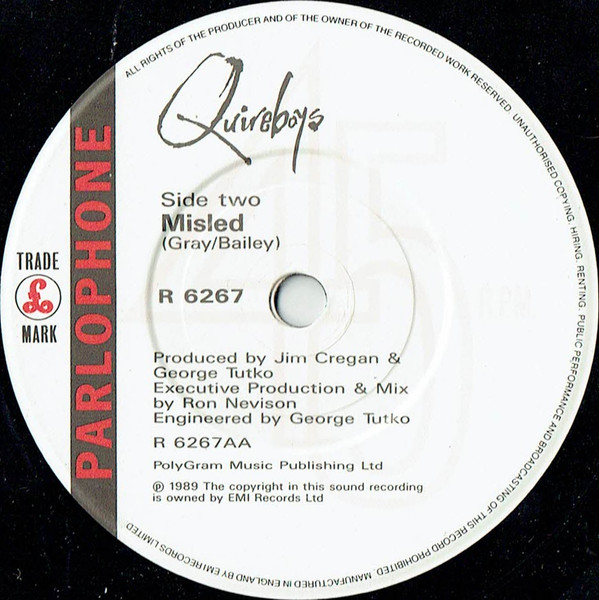 ALL RIGHTS OF THE PRODUCER AND OF THE OWNER OF THE RECORDED WORK RESERVED. UNAUTHORISED COPYING, HIRING, RENTING, PUBLIC PERFORMANCE AND BROADCASTING OF THIS RECORD PROHIBITED. MANUFACTURED IN ENGLAND BY EMI RECORDS LIMITED
Quireboys
Side two
Misled
(Gray/Bailey)
R 6267
PARLOPHONE
TRADE
£
MARK
Produced by Jim Cregan &
George Tutko
Executive Production & Mix
by Ron Nevison
Engineered by George Tutko
R 6267AA
PolyGram Music Publishing Ltd
℗ 1989 The copyright in this sound recording
is owned by EMI Records Ltd